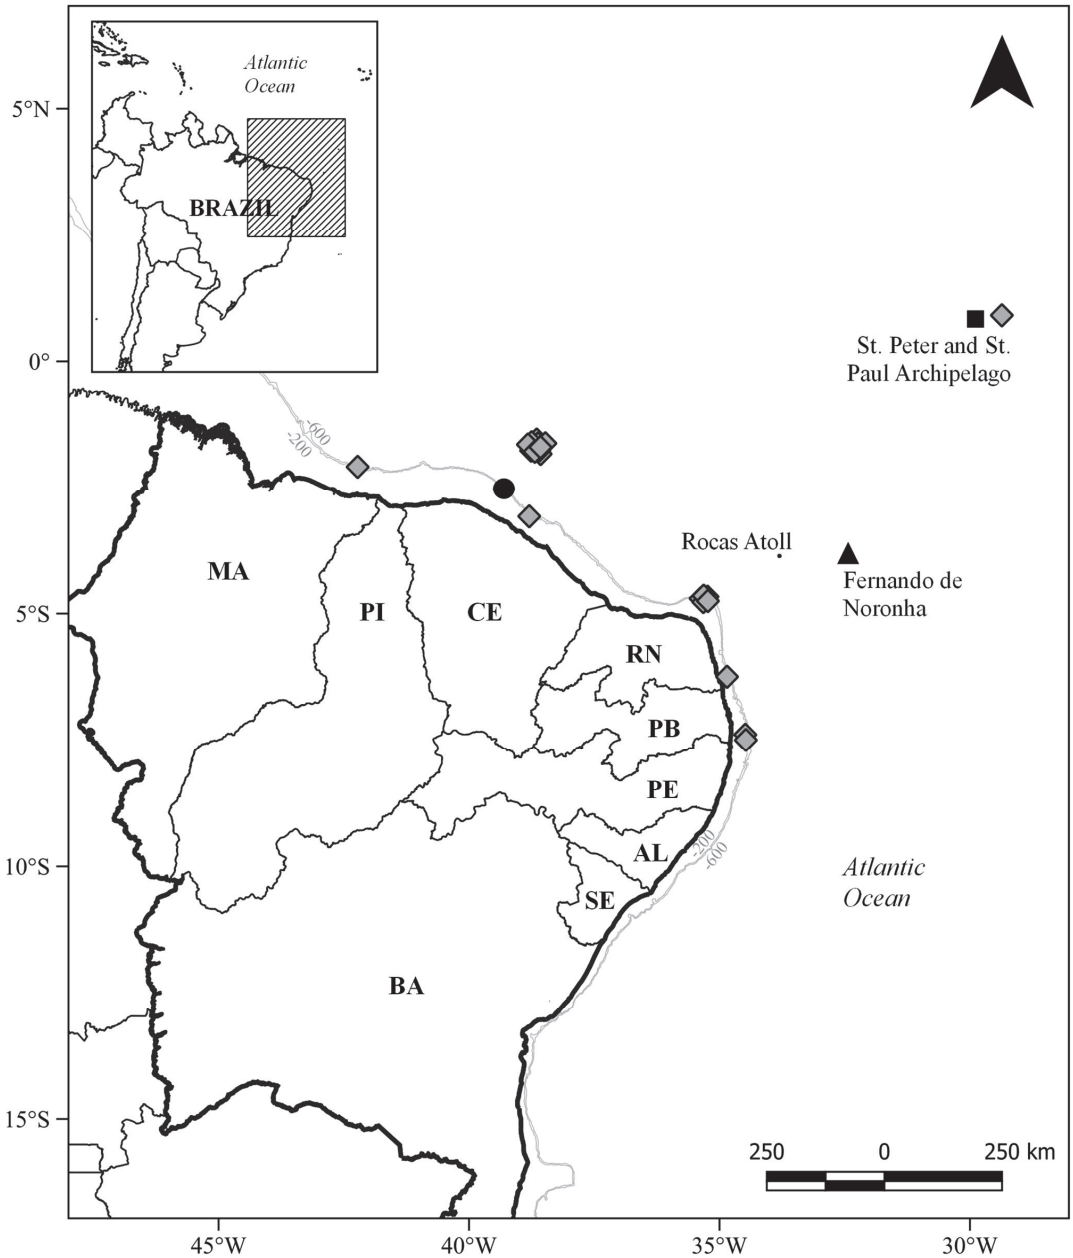 Atlantic
Ocean
BRAZIL
5°N
0°
5°S
10°S
15°S
St. Peter and St.
Paul Archipelago
-600
-200
Rocas Atoll
Fernando de
Noronha
MA
PI
CE
RN
PB
PE
AL
SE
BA
-200
-600
Atlantic
Ocean
250 0 250 km
45°W 40°W 35°W 30°W